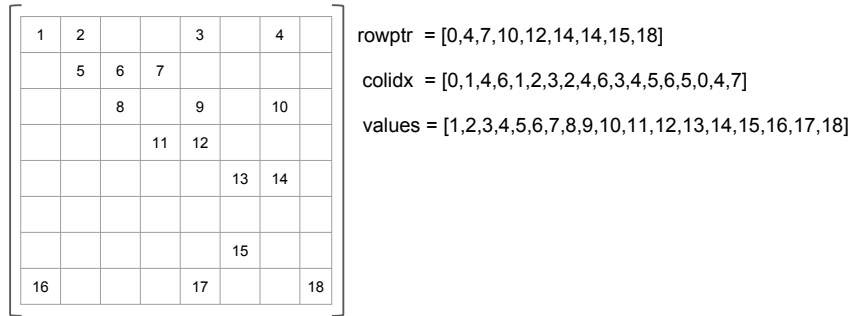 1 2 3 4
rowptr = [0,4,7,10,12,14,14,15,18]
5 6 7
colidx = [0,1,4,6,1,2,3,2,4,6,3,4,5,6,5,0,4,7]
8 9 10
values = [1,2,3,4,5,6,7,8,9,10,11,12,13,14,15,16,17,18]
11 12
13 14
15
16 17 18